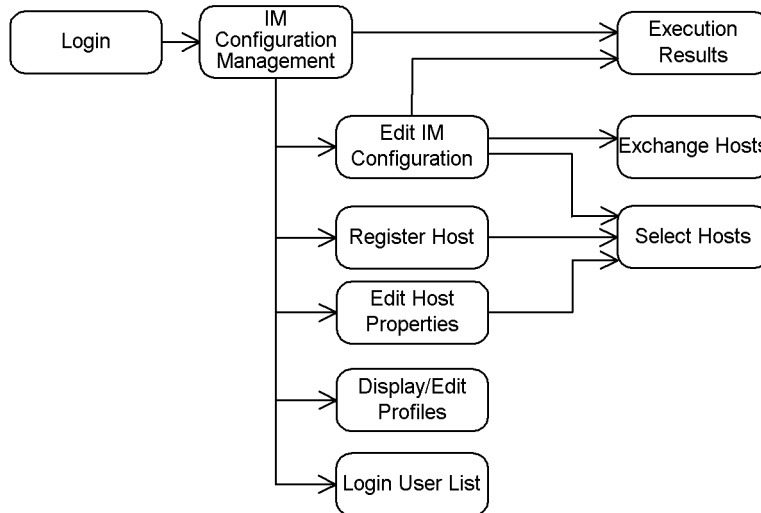 Login
IM
Configuration
Management
Execution
Results
Edit IM
Configuration
Exchange Hosts
Register Host
Select Hosts
Edit Host
Properties
Display/Edit
Profiles
Login User List